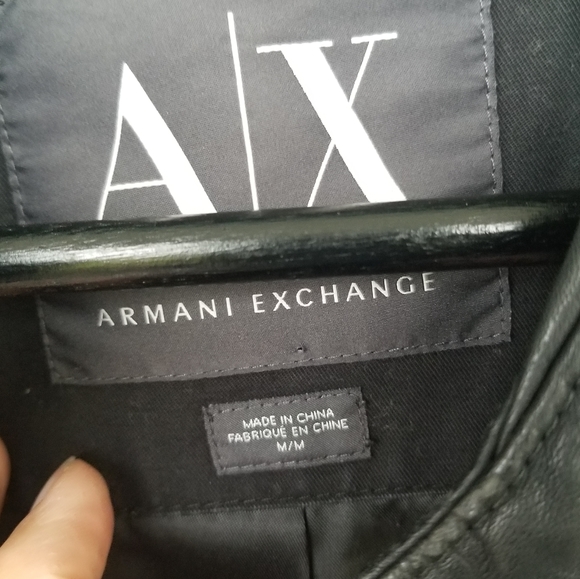 A|X
ARMANI EXCHANGE
MADE IN CHINA
FABRIQUÉ EN CHINE
M/M